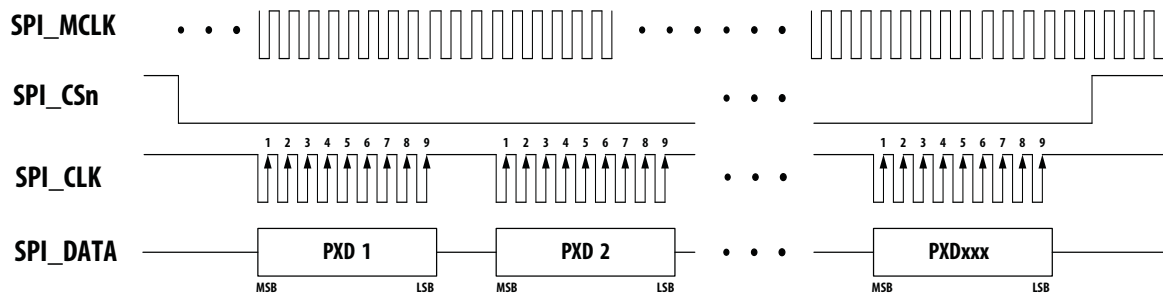 SPI_MCLK
SPI_CSn
1 2 3 4 5 6 7 8 9 1 2 3 4 5 6 7 8 9 1 2 3 4 5 6 7 8 9
SPI_CLK
SPI_DATA PXD 1 PXD 2 PXDxxx
MSB LSB MSB LSB MSB LSB